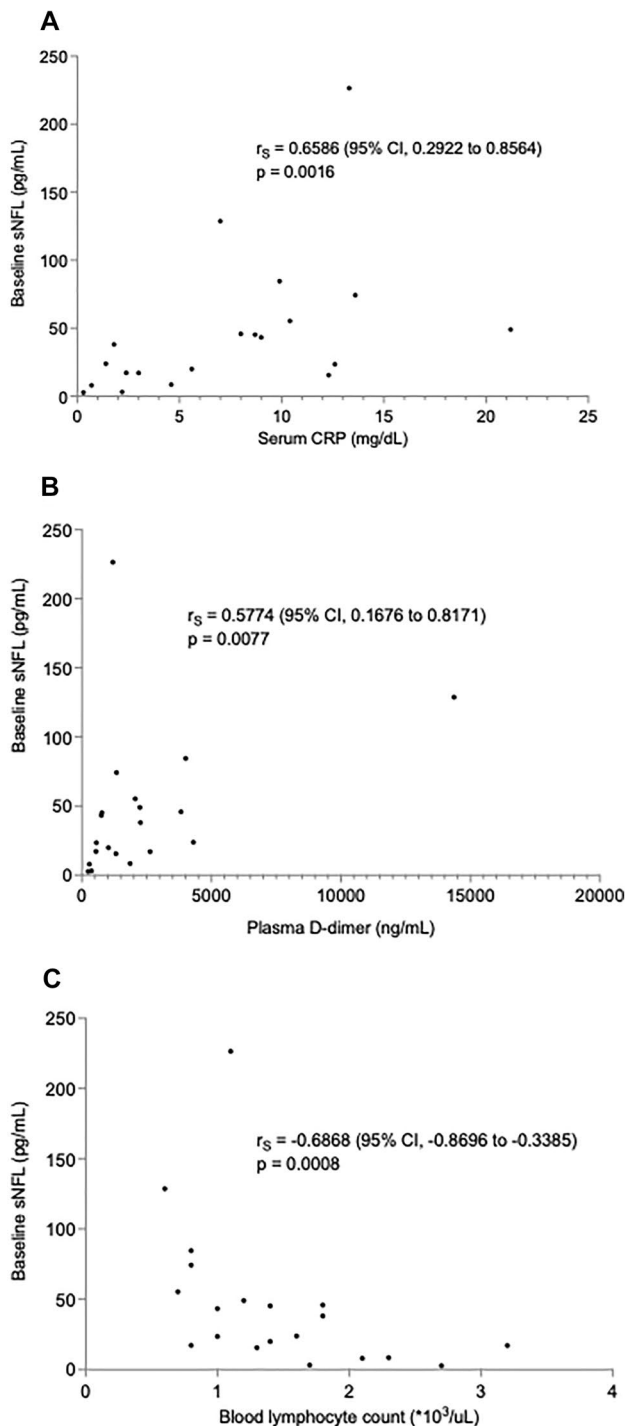 A
250
200
150
100
50
0
Baseline sNFL (pg/mL)
rS = 0.6586 (95% CI, 0.2922 to 0.8564)
p = 0.0016
0 5 10 15 20 25
Serum CRP (mg/dL)
B
250
200
150
100
50
0
Baseline sNFL (pg/mL)
rS = 0.5774 (95% CI, 0.1676 to 0.8171)
p = 0.0077
0 5000 10000 15000 20000
Plasma D-dimer (ng/mL)
C
250
200
150
100
50
0
Baseline sNFL (pg/mL)
rS = -0.6868 (95% CI, -0.8696 to -0.3385)
p = 0.0008
0 1 2 3 4
Blood lymphocyte count (*10³/uL)